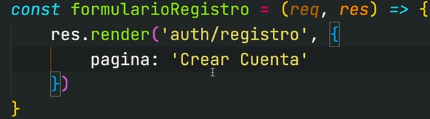 const formularioRegistro = (req, res) => {
    res.render('auth/registro', {
        pagina: 'Crear Cuenta'
    })
}